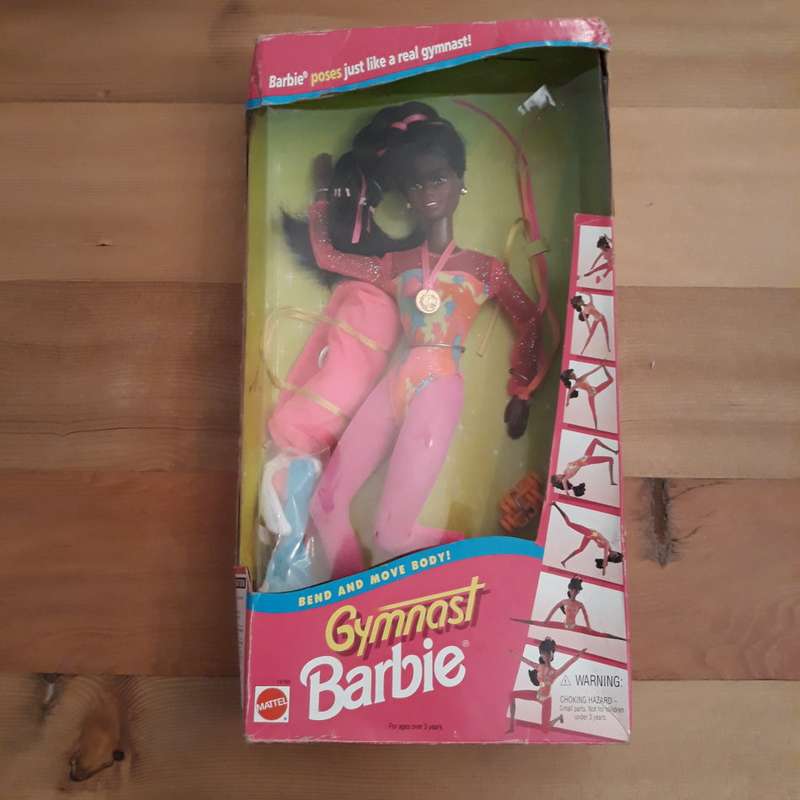 Barbie® poses just like a real gymnast!
BEND AND MOVE BODY!
Gymnast
Barbie®
MATTEL
®
For ages over 3 years
⚠ WARNING:
CHOKING HAZARD –
Small parts. Not for children
under 3 years.